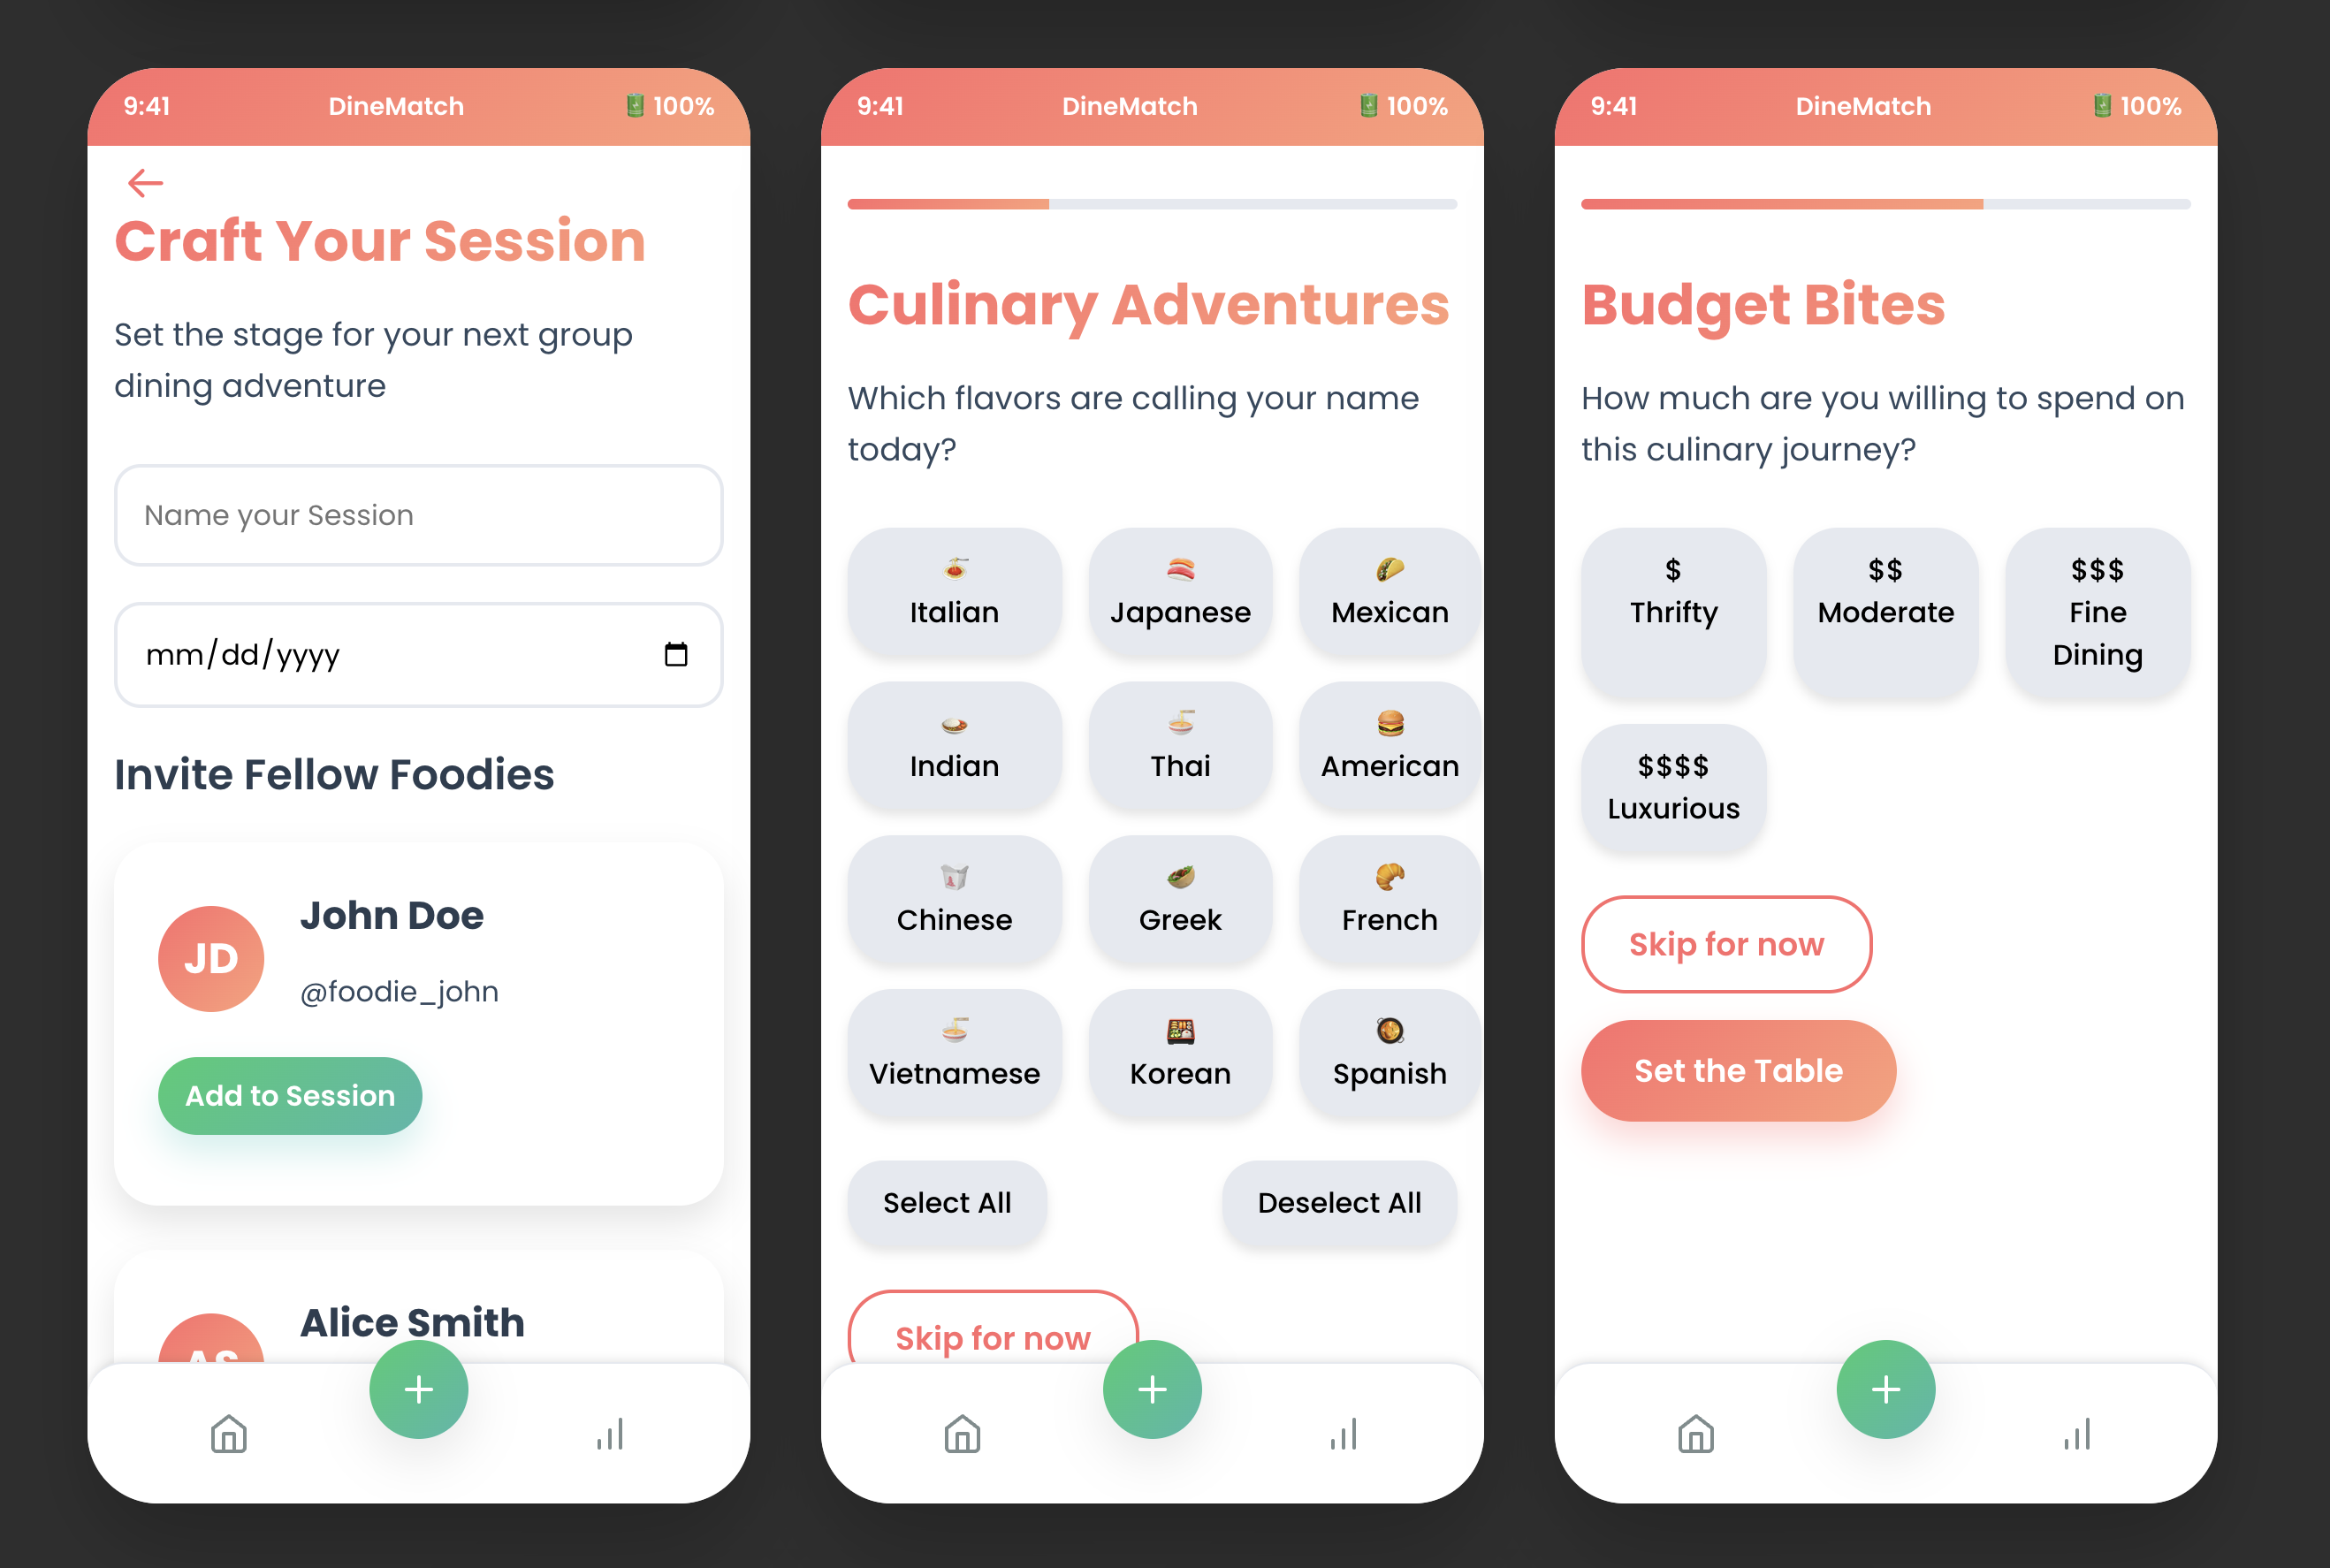 9:41 DineMatch 100%
Craft Your Session
Set the stage for your next group
dining adventure
Name your Session
mm/dd/yyyy
Invite Fellow Foodies
JD
John Doe
@foodie_john
Add to Session
AS
Alice Smith
9:41 DineMatch 100%
Culinary Adventures
Which flavors are calling your name
today?
Italian
Japanese
Mexican
Indian
Thai
American
Chinese
Greek
French
Vietnamese
Korean
Spanish
Select All
Deselect All
Skip for now
9:41 DineMatch 100%
Budget Bites
How much are you willing to spend on
this culinary journey?
$
Thrifty
$$
Moderate
$$$
Fine
Dining
$$$$
Luxurious
Skip for now
Set the Table